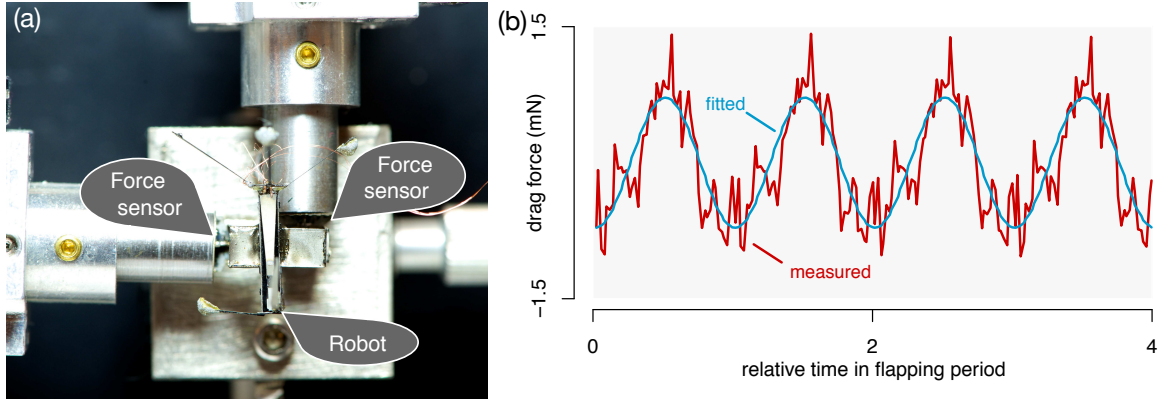 (a)
Force
sensor
Force
sensor
Robot
(b)
drag force (mN)
1.5
−1.5
fitted
measured
0
2
4
relative time in flapping period